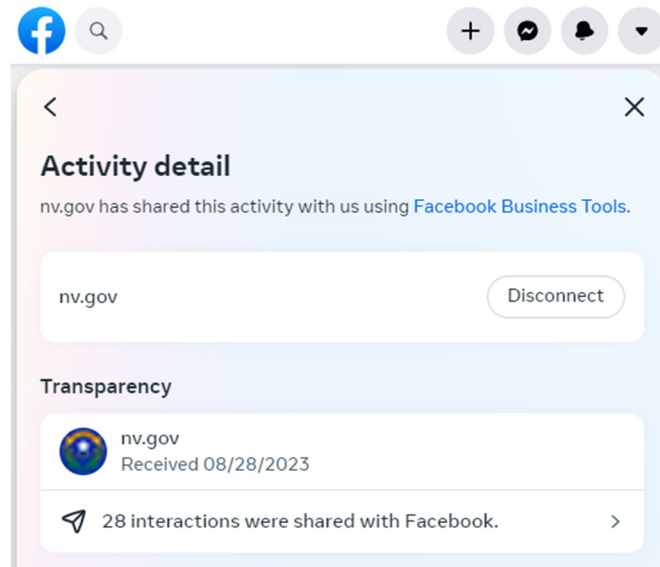 Activity detail
nv.gov has shared this activity with us using Facebook Business Tools.
nv.gov
Disconnect
Transparency
nv.gov
Received 08/28/2023
28 interactions were shared with Facebook.